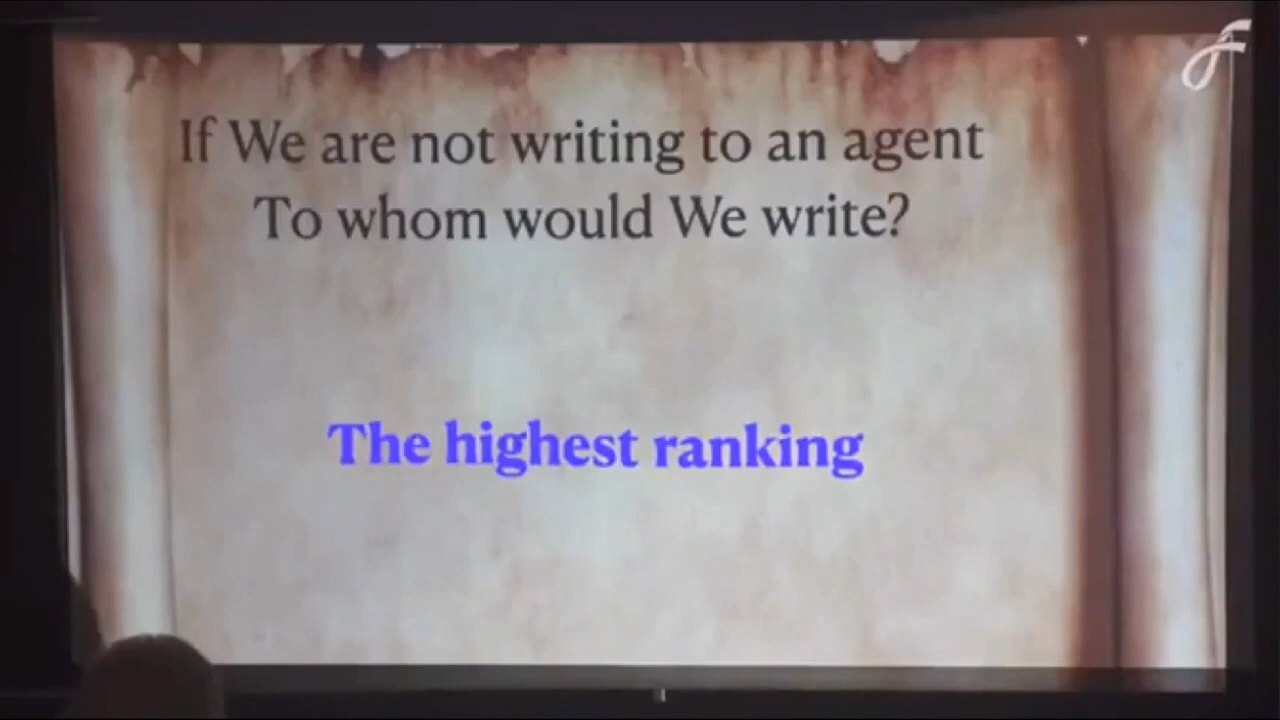 If We are not writing to an agent
To whom would We write?
The highest ranking